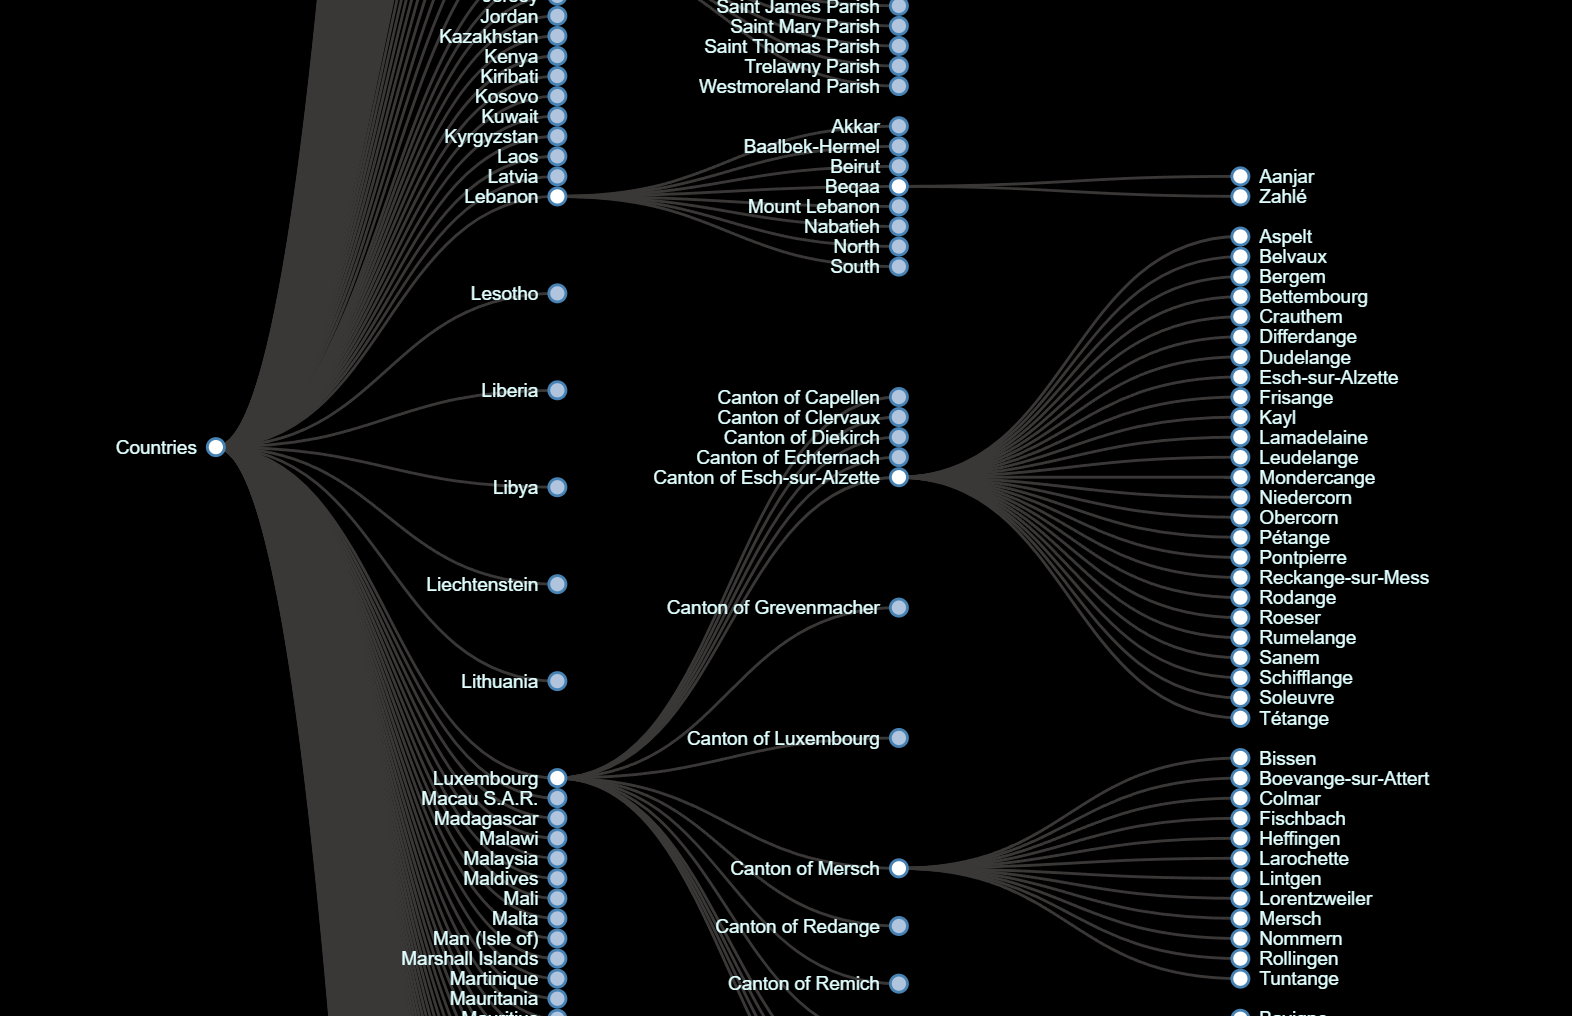 Countries
Jersey
Jordan
Kazakhstan
Kenya
Kiribati
Kosovo
Kuwait
Kyrgyzstan
Laos
Latvia
Lebanon
Lesotho
Liberia
Libya
Liechtenstein
Lithuania
Luxembourg
Macau S.A.R.
Madagascar
Malawi
Malaysia
Maldives
Mali
Malta
Man (Isle of)
Marshall Islands
Martinique
Mauritania
Mauritius
Saint James Parish
Saint Mary Parish
Saint Thomas Parish
Trelawny Parish
Westmoreland Parish
Akkar
Baalbek-Hermel
Beirut
Beqaa
Mount Lebanon
Nabatieh
North
South
Canton of Capellen
Canton of Clervaux
Canton of Diekirch
Canton of Echternach
Canton of Esch-sur-Alzette
Canton of Grevenmacher
Canton of Luxembourg
Canton of Mersch
Canton of Redange
Canton of Remich
Aanjar
Zahlé
Aspelt
Belvaux
Bergem
Bettembourg
Crauthem
Differdange
Dudelange
Esch-sur-Alzette
Frisange
Kayl
Lamadelaine
Leudelange
Mondercange
Niedercorn
Obercorn
Pétange
Pontpierre
Reckange-sur-Mess
Rodange
Roeser
Rumelange
Sanem
Schifflange
Soleuvre
Tétange
Bissen
Boevange-sur-Attert
Colmar
Fischbach
Heffingen
Larochette
Lintgen
Lorentzweiler
Mersch
Nommern
Rollingen
Tuntange